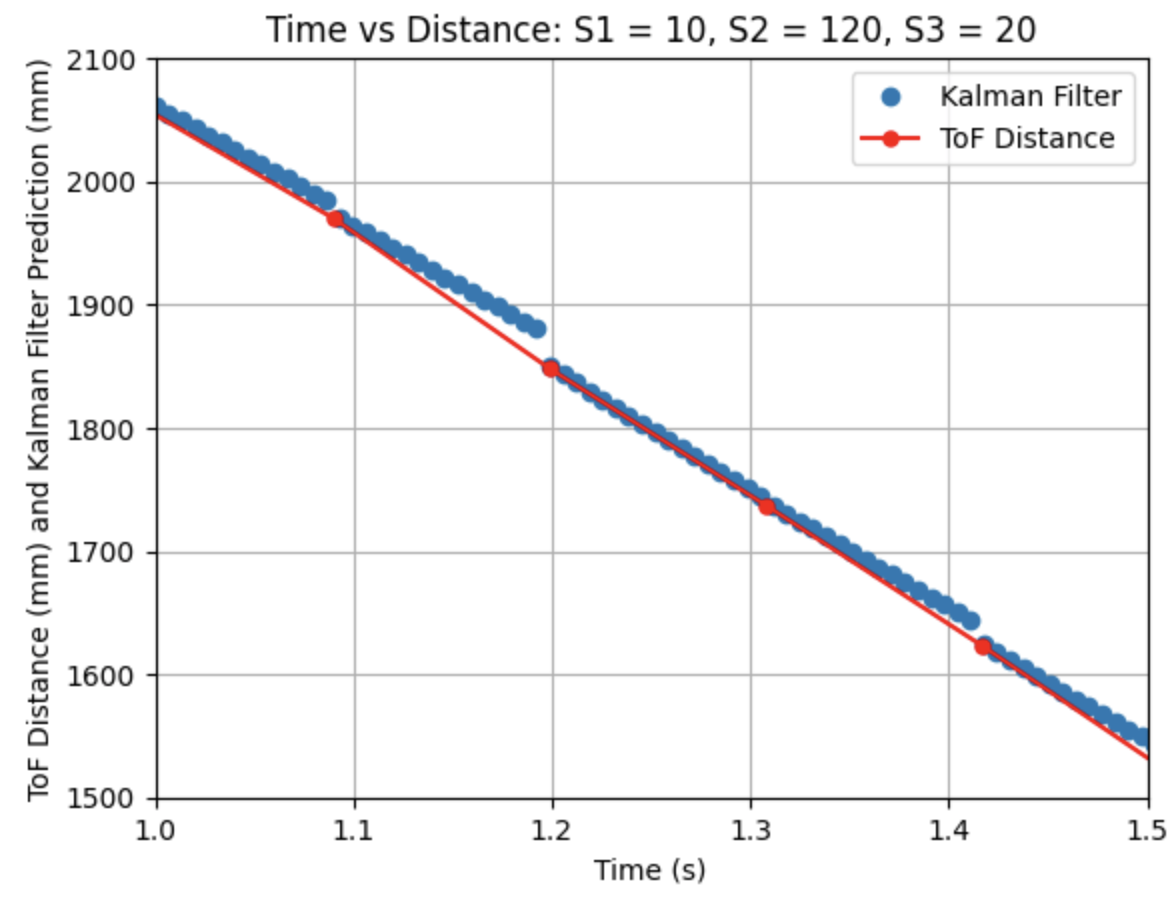 Time vs Distance: S1 = 10, S2 = 120, S3 = 20
ToF Distance (mm) and Kalman Filter Prediction (mm)
2100
2000
1900
1800
1700
1600
1500
Kalman Filter
ToF Distance
1.0
1.1
1.2
1.3
1.4
1.5
Time (s)